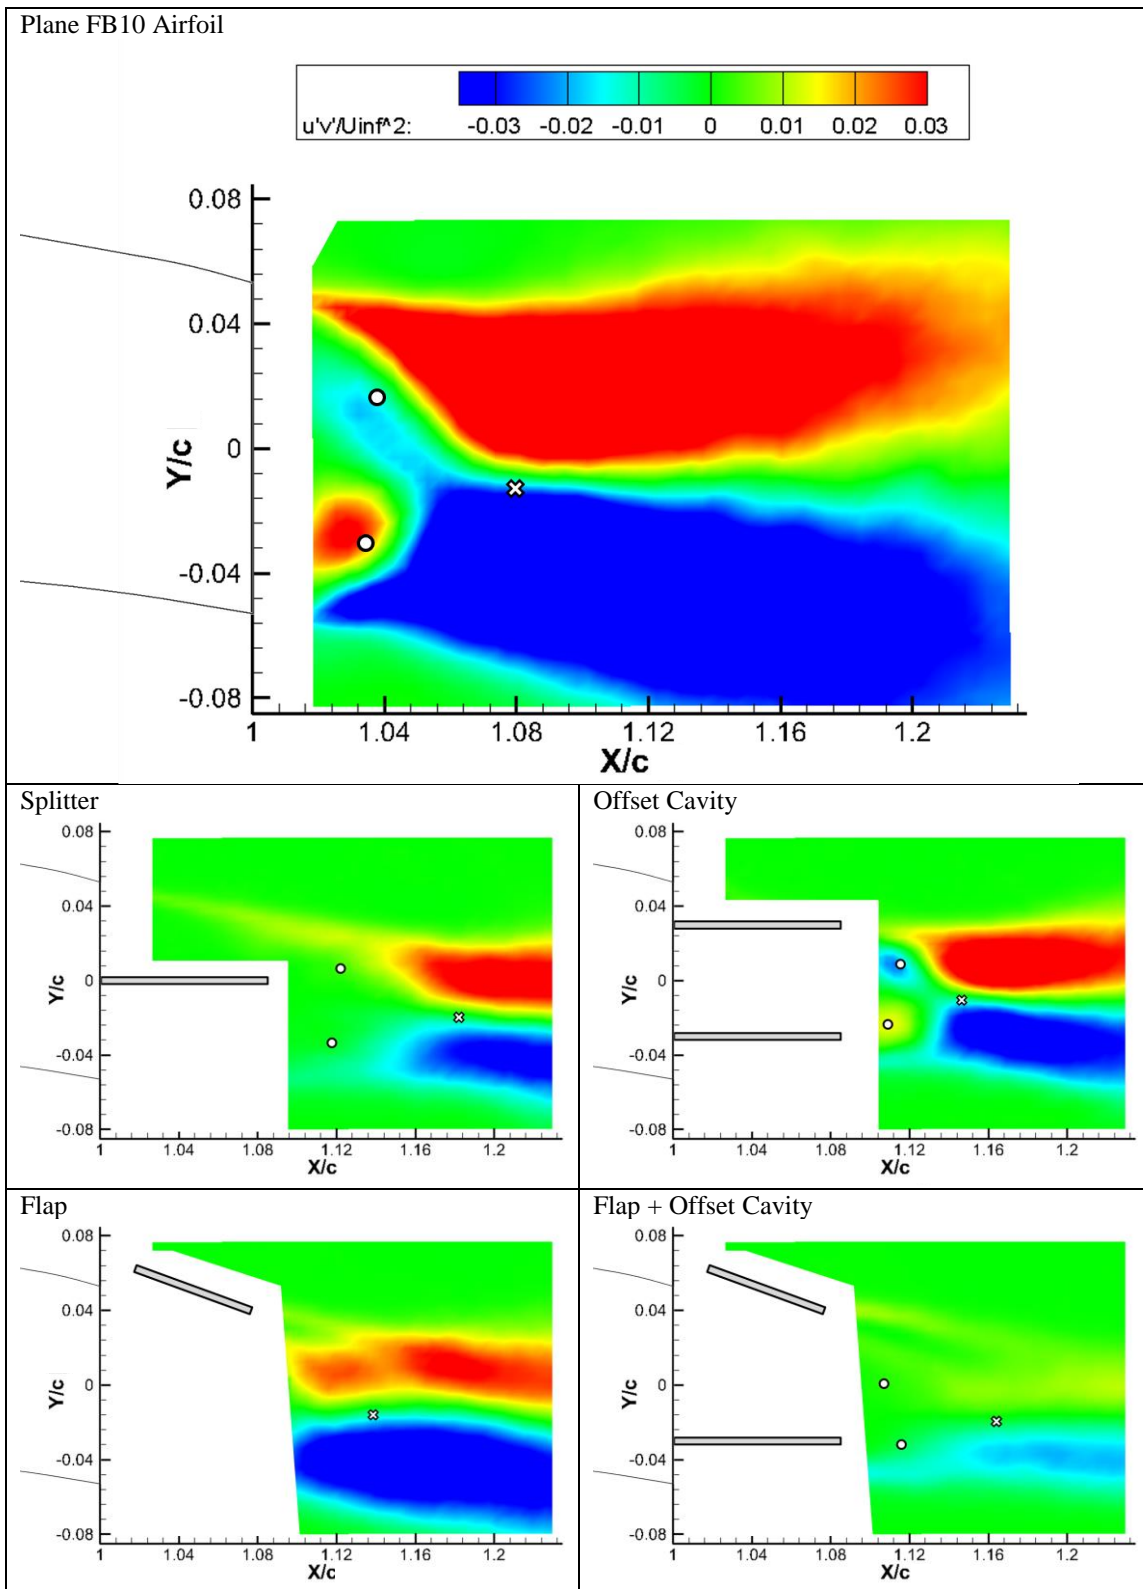 Plane FB10 Airfoil
u'v'/Uinf^2: -0.03 -0.02 -0.01 0 0.01 0.02 0.03
0.08
0.04
Y/c 0
-0.04
-0.08
1 1.04 1.08 1.12 1.16 1.2
X/c
Splitter
0.08
0.04
Y/c 0
-0.04
-0.08
1 1.04 1.08 1.12 1.16 1.2
X/c
Offset Cavity
0.08
0.04
Y/c 0
-0.04
-0.08
1 1.04 1.08 1.12 1.16 1.2
X/c
Flap
0.08
0.04
Y/c 0
-0.04
-0.08
1 1.04 1.08 1.12 1.16 1.2
X/c
Flap + Offset Cavity
0.08
0.04
Y/c 0
-0.04
-0.08
1 1.04 1.08 1.12 1.16 1.2
X/c